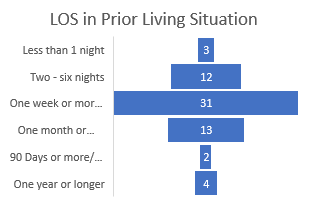 LOS in Prior Living Situation
Less than 1 night 3
Two - six nights 12
One week or mor... 31
One month or... 13
90 Days or more/... 2
One year or longer 4